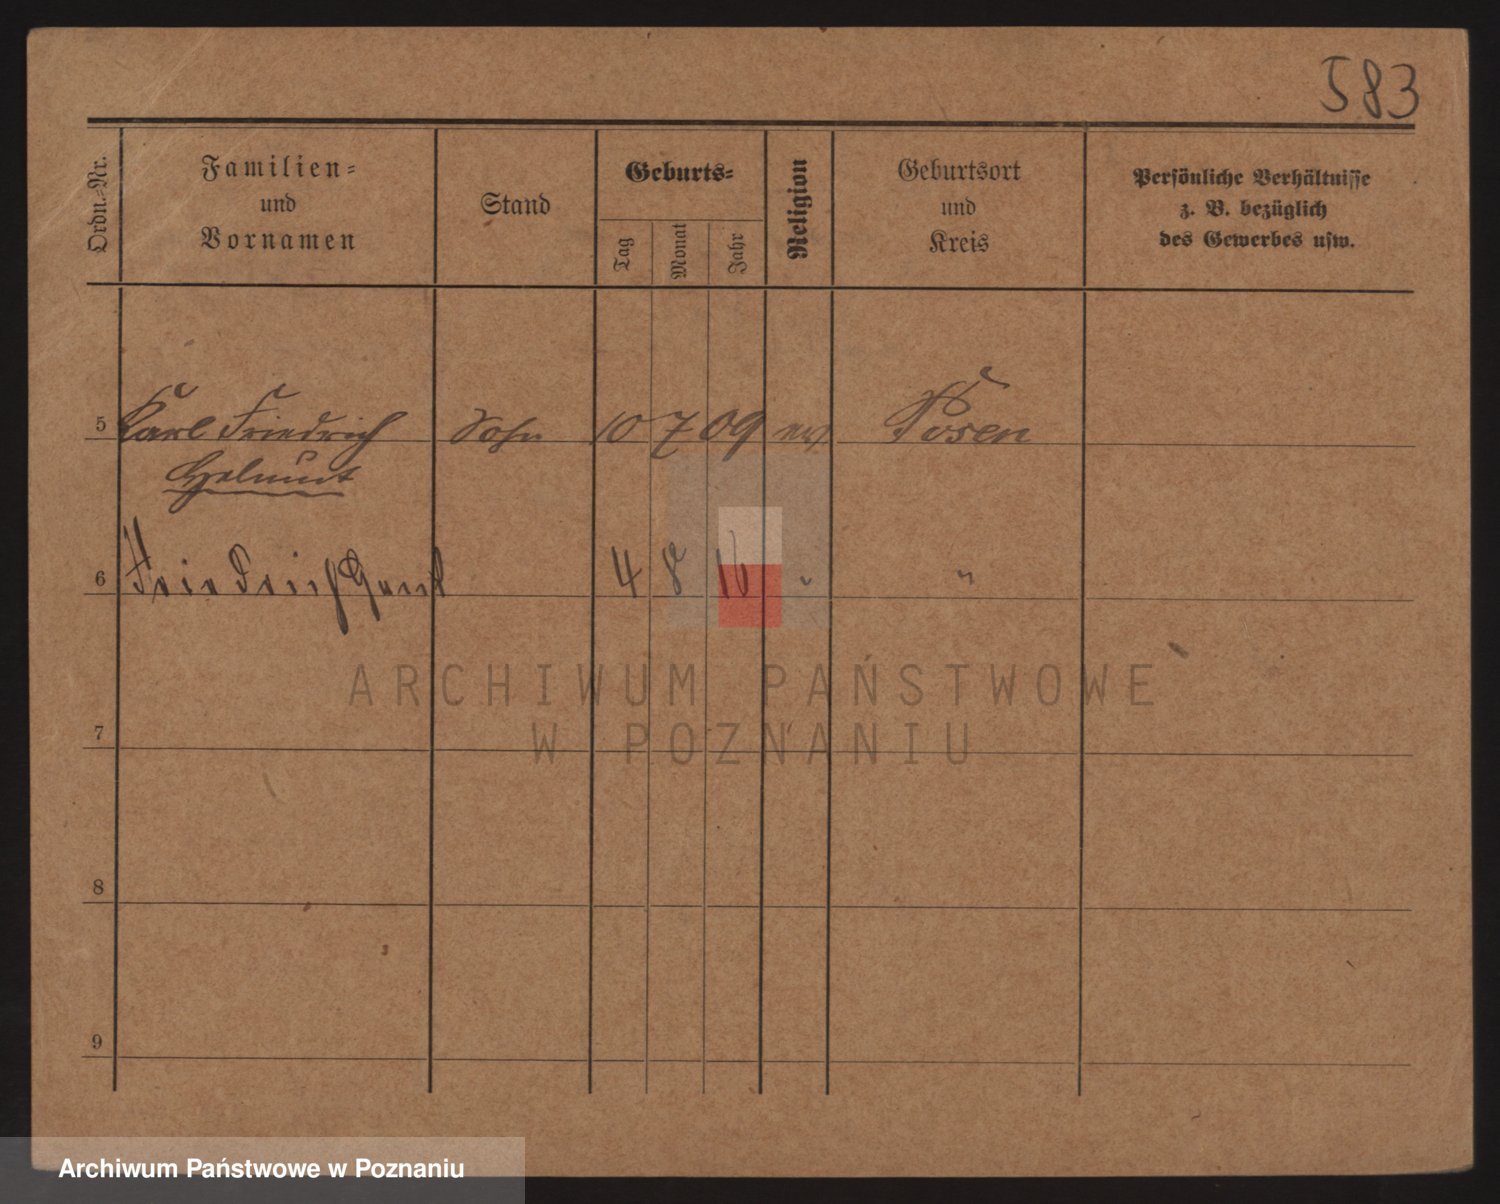 583
Ordn.-Nr.
Familien-
und
Vornamen
Stand
Geburts-
Tag
Monat
Jahr
Religion
Geburtsort
und
Kreis
Persönliche Verhältnisse
z. B. bezüglich
des Gewerbes usw.
5 Karl Friedrich Sohn 10 7 09 ev. Posen
Helmut
6 Friedrich 4 8 10 " "
ARCHIWUM PAŃSTWOWE
7
W POZNANIU
8
9
Archiwum Państwowe w Poznaniu